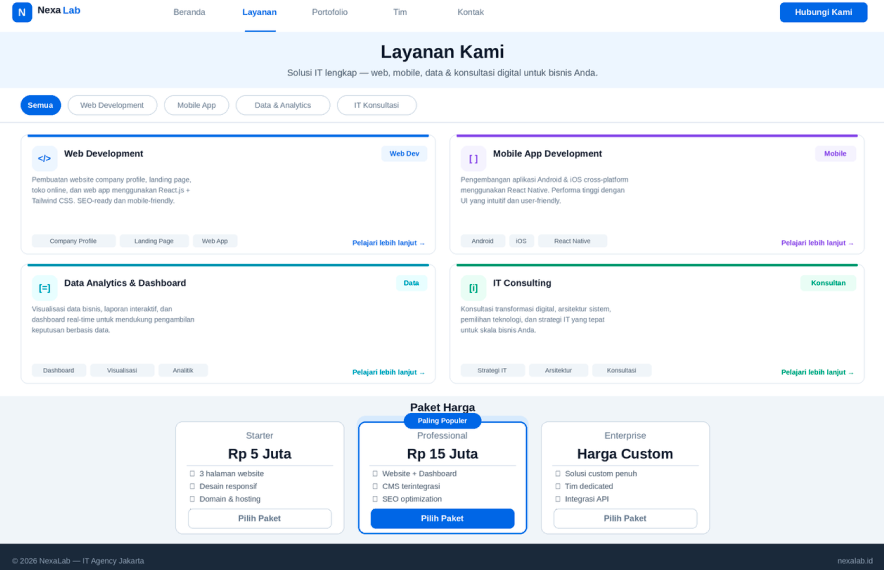 N Nexa Lab
Beranda
Layanan
Portofolio
Tim
Kontak
Hubungi Kami
Layanan Kami
Solusi IT lengkap — web, mobile, data & konsultasi digital untuk bisnis Anda.
Semua
Web Development
Mobile App
Data & Analytics
IT Konsultasi
</> Web Development
Web Dev
Pembuatan website company profile, landing page,
toko online, dan web app menggunakan React.js +
Tailwind CSS. SEO-ready dan mobile-friendly.
Company Profile
Landing Page
Web App
Pelajari lebih lanjut →
[ ] Mobile App Development
Mobile
Pengembangan aplikasi Android & iOS cross-platform
menggunakan React Native. Performa tinggi dengan
UI yang intuitif dan user-friendly.
Android
iOS
React Native
Pelajari lebih lanjut →
[=] Data Analytics & Dashboard
Data
Visualisasi data bisnis, laporan interaktif, dan
dashboard real-time untuk mendukung pengambilan
keputusan berbasis data.
Dashboard
Visualisasi
Analitik
Pelajari lebih lanjut →
[i] IT Consulting
Konsultan
Konsultasi transformasi digital, arsitektur sistem,
pemilihan teknologi, dan strategi IT yang tepat
untuk skala bisnis Anda.
Strategi IT
Arsitektur
Konsultasi
Pelajari lebih lanjut →
Paket Harga
Starter
Rp 5 Juta
3 halaman website
Desain responsif
Domain & hosting
Pilih Paket
Paling Populer
Professional
Rp 15 Juta
Website + Dashboard
CMS terintegrasi
SEO optimization
Pilih Paket
Enterprise
Harga Custom
Solusi custom penuh
Tim dedicated
Integrasi API
Pilih Paket
© 2026 NexaLab — IT Agency Jakarta
nexalab.id